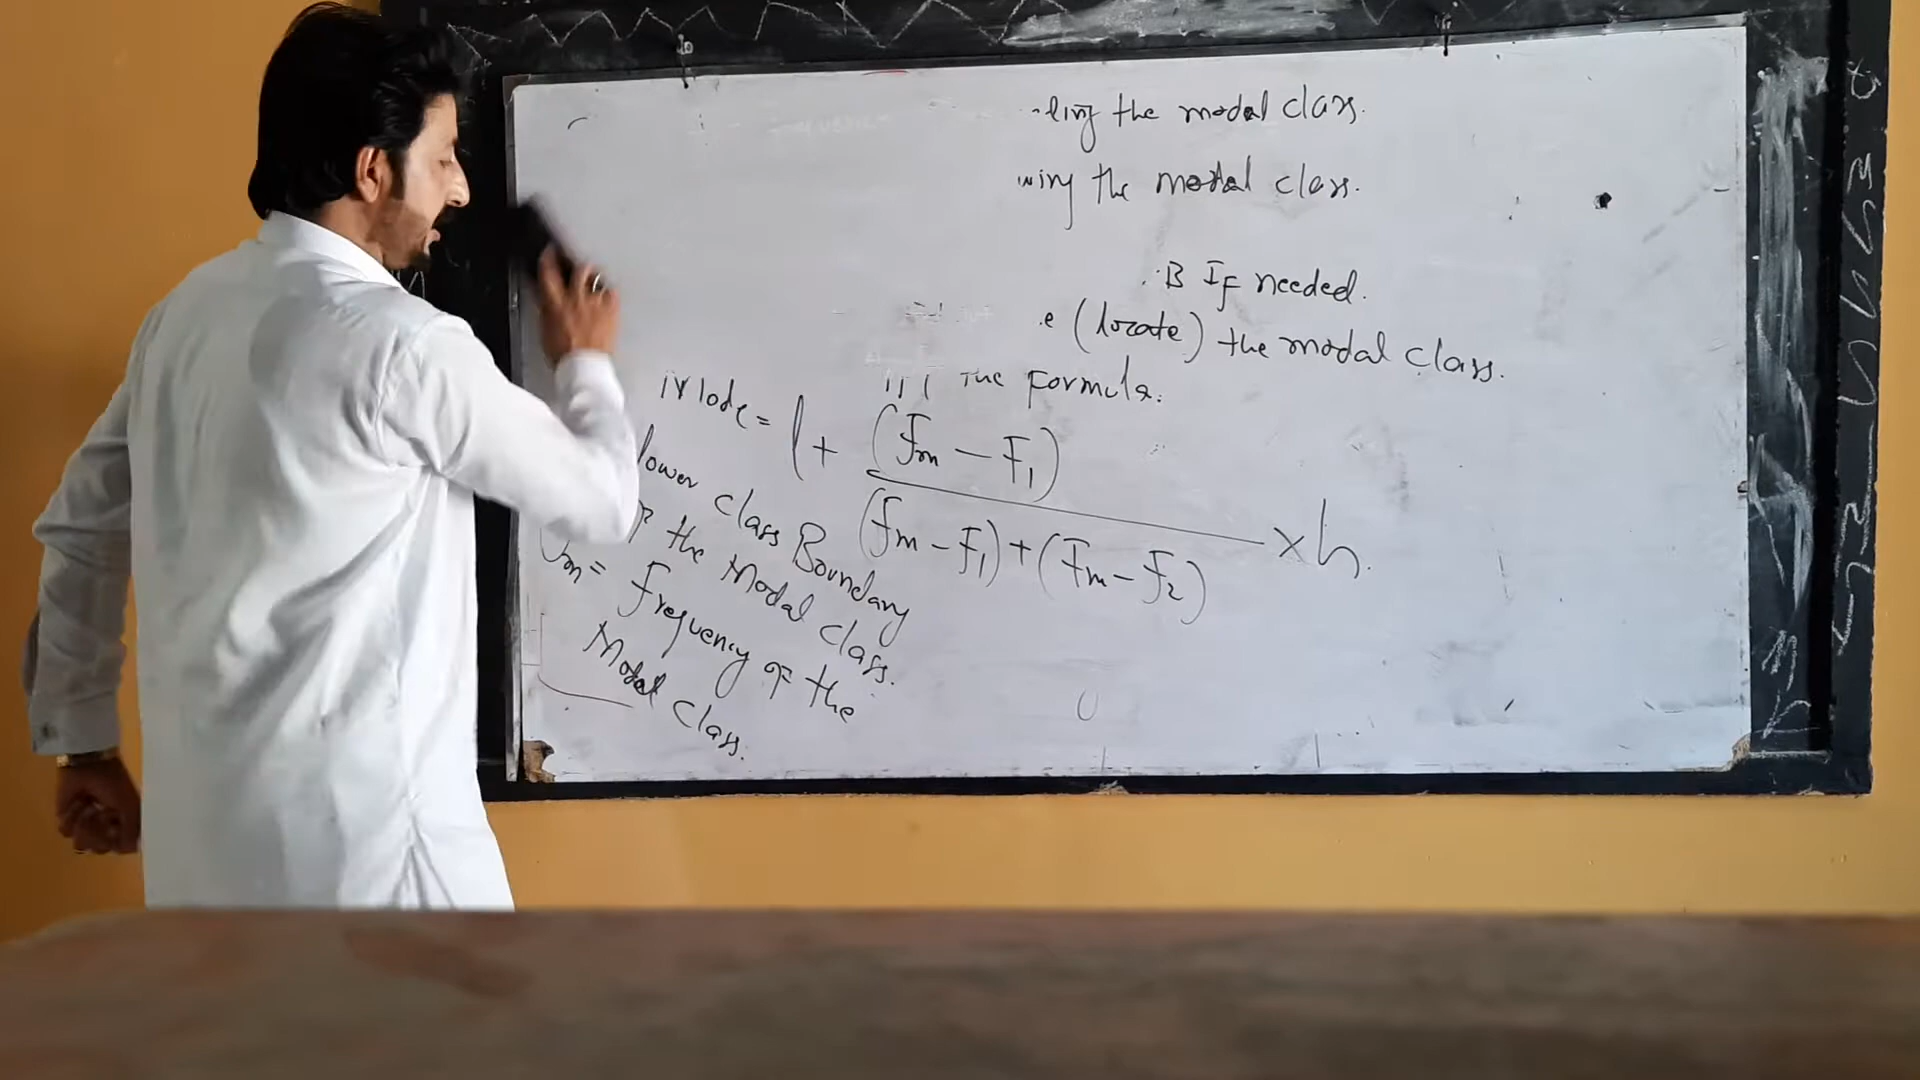 the modal class.
the modal class.
B If needed.
(locate) the modal class.
the Formula.
Mode = l + (Fm - F1) / (fm - F1) + (Fm - F2) × h.
lower class Boundary
of the Modal class.
fm = Frequency of the
Modal class.